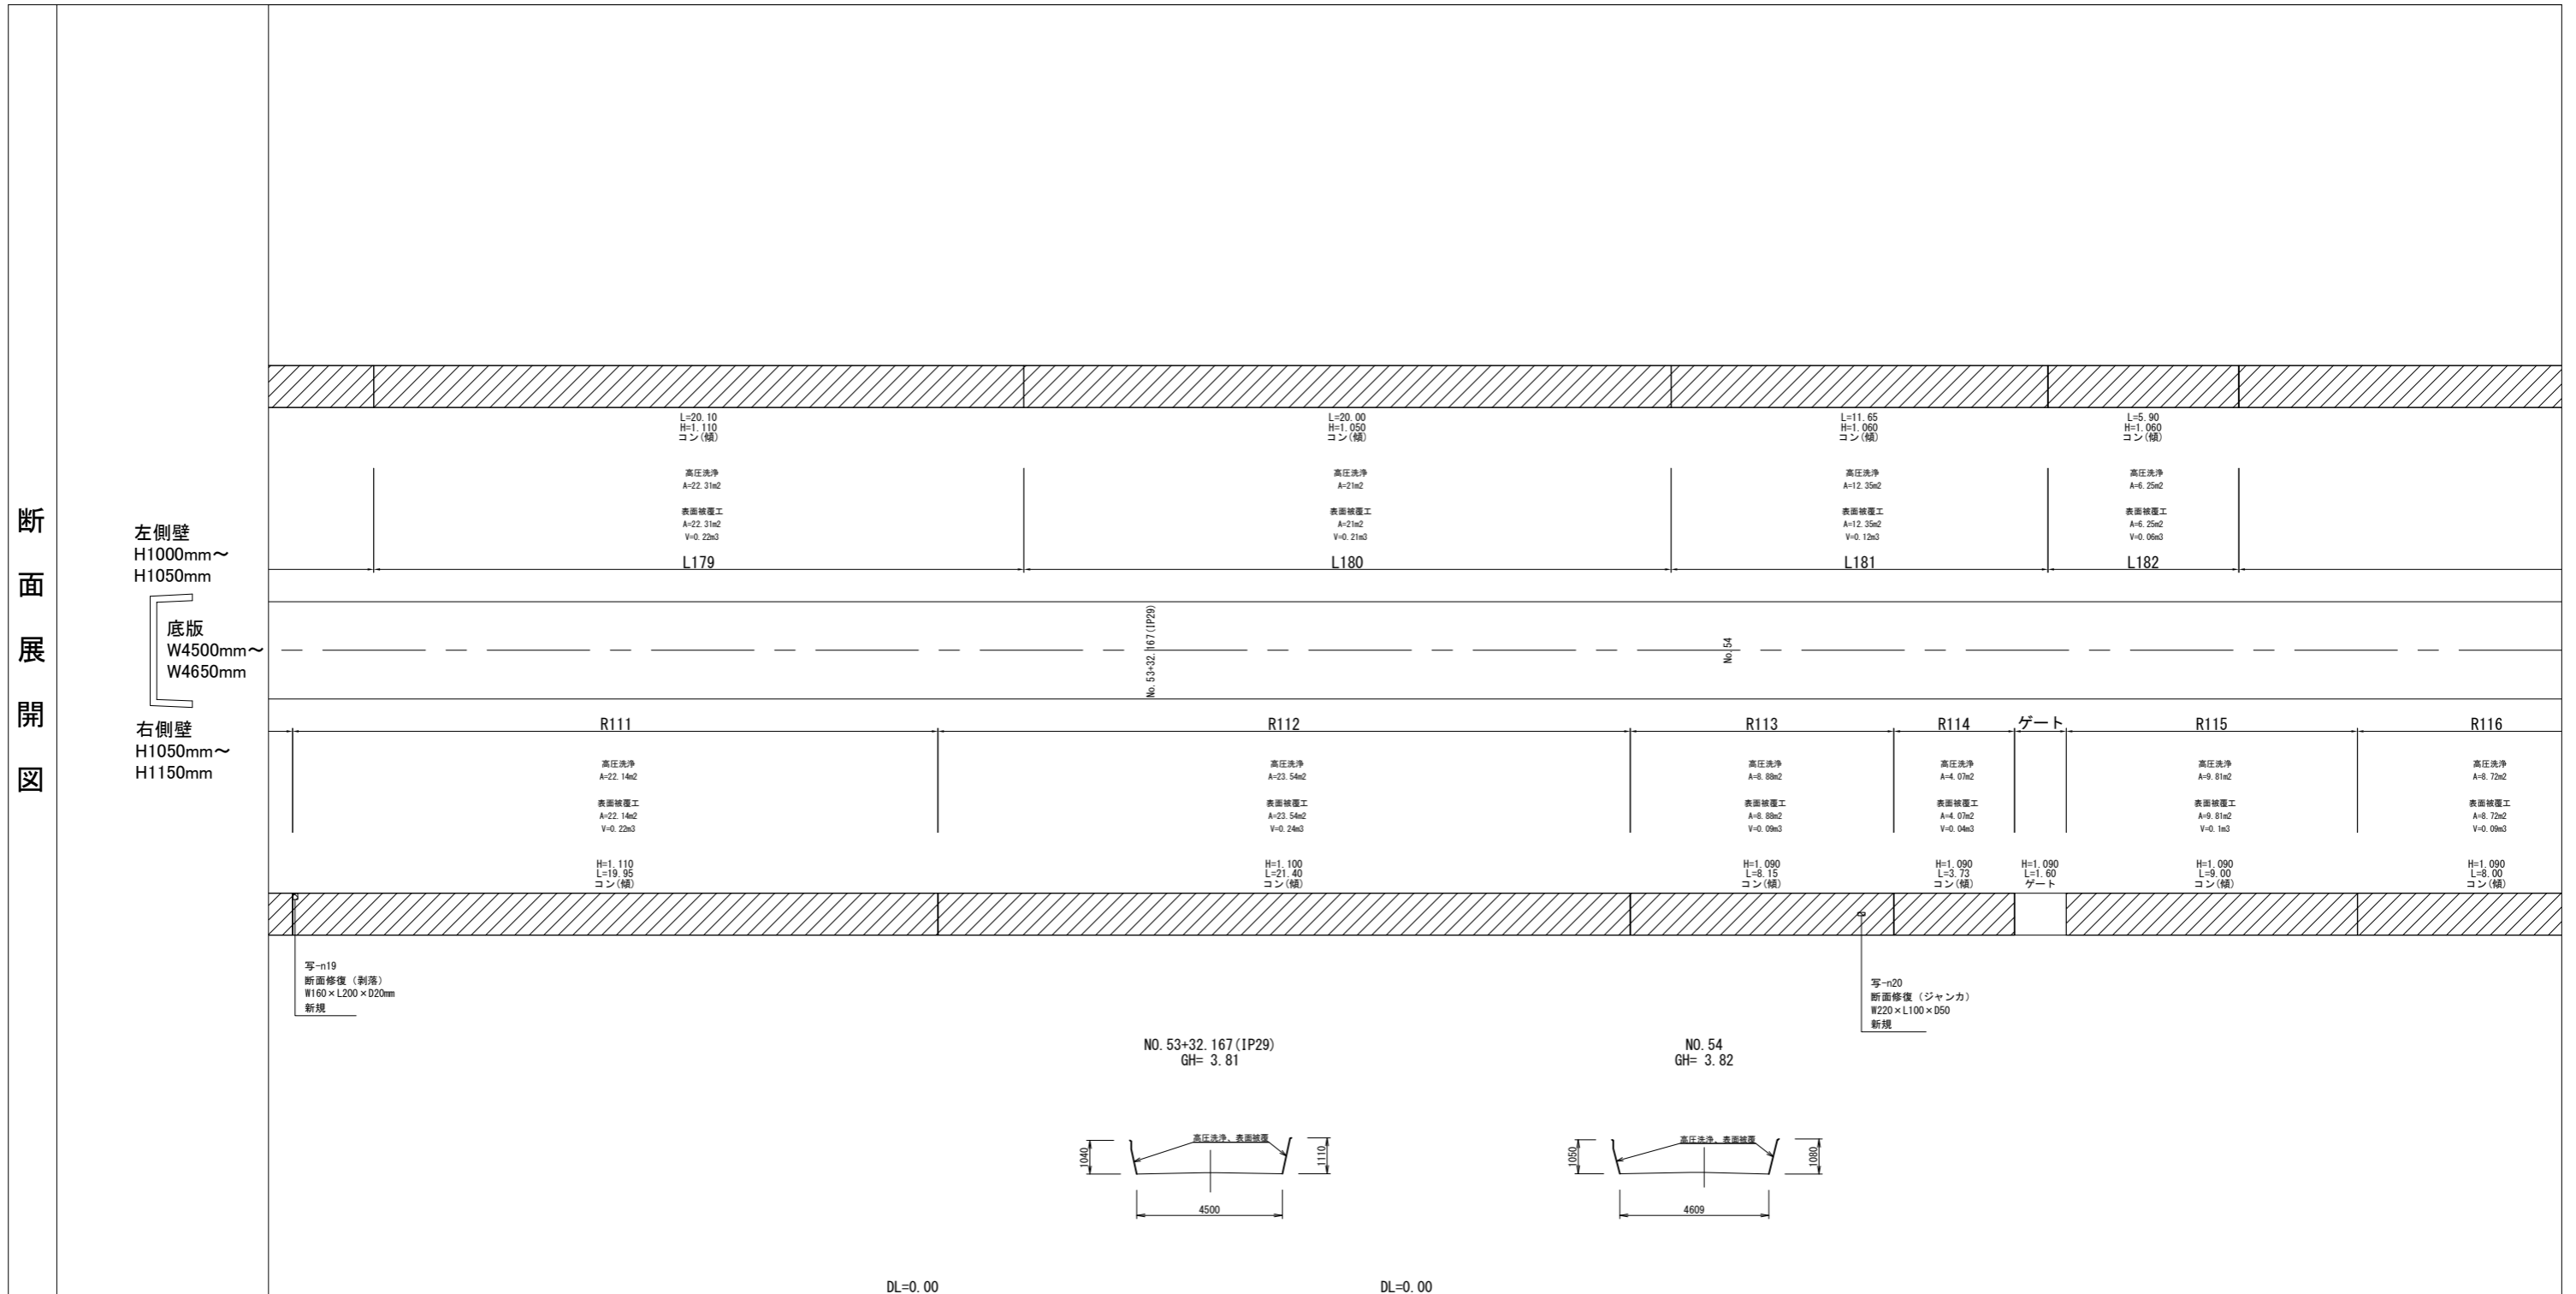 断面展開図
左側壁
H1000mm～
H1050mm
底版
W4500mm～
W4650mm
右側壁
H1050mm～
H1150mm
L=20.10
H=1.110
コン(傾)
高圧洗浄
A=22.31m2
表面被覆工
A=22.31m2
V=0.22m3
L179
L=20.00
H=1.050
コン(傾)
高圧洗浄
A=21m2
表面被覆工
A=21m2
V=0.21m3
L180
L=11.65
H=1.060
コン(傾)
高圧洗浄
A=12.35m2
表面被覆工
A=12.35m2
V=0.12m3
L181
L=5.90
H=1.060
コン(傾)
高圧洗浄
A=6.25m2
表面被覆工
A=6.25m2
V=0.06m3
L182
No.53+32.167(IP29)
No.54
R111
高圧洗浄
A=22.14m2
表面被覆工
A=22.14m2
V=0.22m3
H=1.110
L=19.95
コン(傾)
R112
高圧洗浄
A=23.54m2
表面被覆工
A=23.54m2
V=0.24m3
H=1.100
L=21.40
コン(傾)
R113
高圧洗浄
A=8.88m2
表面被覆工
A=8.88m2
V=0.09m3
H=1.090
L=8.15
コン(傾)
R114
高圧洗浄
A=4.07m2
表面被覆工
A=4.07m2
V=0.04m3
H=1.090
L=3.73
コン(傾)
ゲート
H=1.090
L=1.60
ゲート
R115
高圧洗浄
A=9.81m2
表面被覆工
A=9.81m2
V=0.1m3
H=1.090
L=9.00
コン(傾)
R116
高圧洗浄
A=8.72m2
表面被覆工
A=8.72m2
V=0.09m3
H=1.090
L=8.00
コン(傾)
写-n19
断面修復（剥落）
W160×L200×D20mm
新規
写-n20
断面修復（ジャンカ）
W220×L100×D50
新規
NO.53+32.167(IP29)
GH= 3.81
高圧洗浄、表面被覆
1040
1110
4500
NO.54
GH= 3.82
高圧洗浄、表面被覆
1050
1080
4609
DL=0.00
DL=0.00